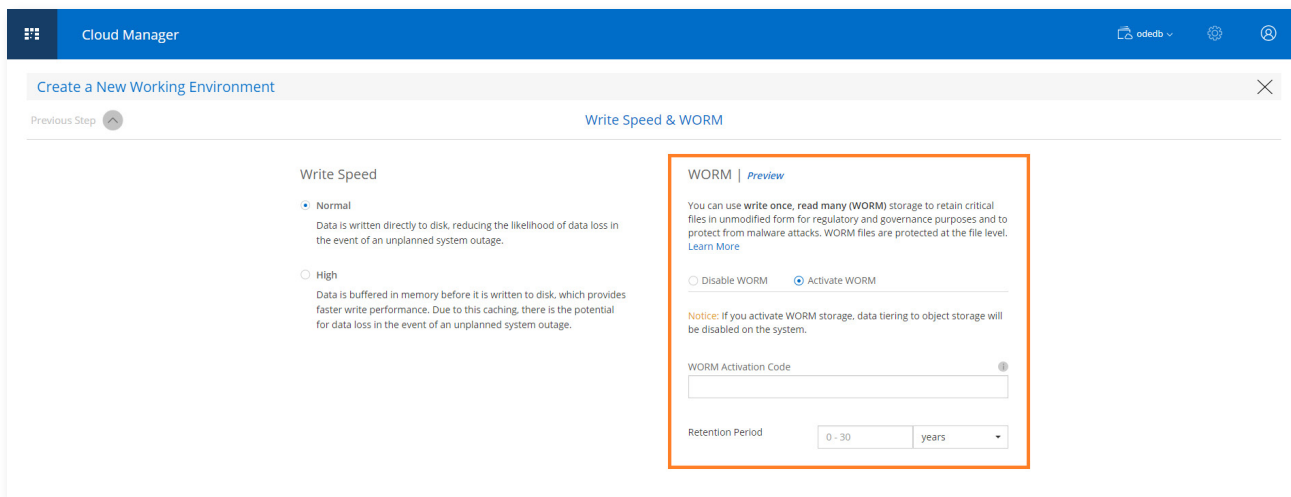 Cloud Manager
odedb
Create a New Working Environment
Previous Step
Write Speed & WORM
Write Speed
Normal
Data is written directly to disk, reducing the likelihood of data loss in
the event of an unplanned system outage.
High
Data is buffered in memory before it is written to disk, which provides
faster write performance. Due to this caching, there is the potential
for data loss in the event of an unplanned system outage.
WORM | Preview
You can use write once, read many (WORM) storage to retain critical
files in unmodified form for regulatory and governance purposes and to
protect from malware attacks. WORM files are protected at the file level.
Learn More
Disable WORM Activate WORM
Notice: If you activate WORM storage, data tiering to object storage will
be disabled on the system.
WORM Activation Code
Retention Period 0 - 30 years